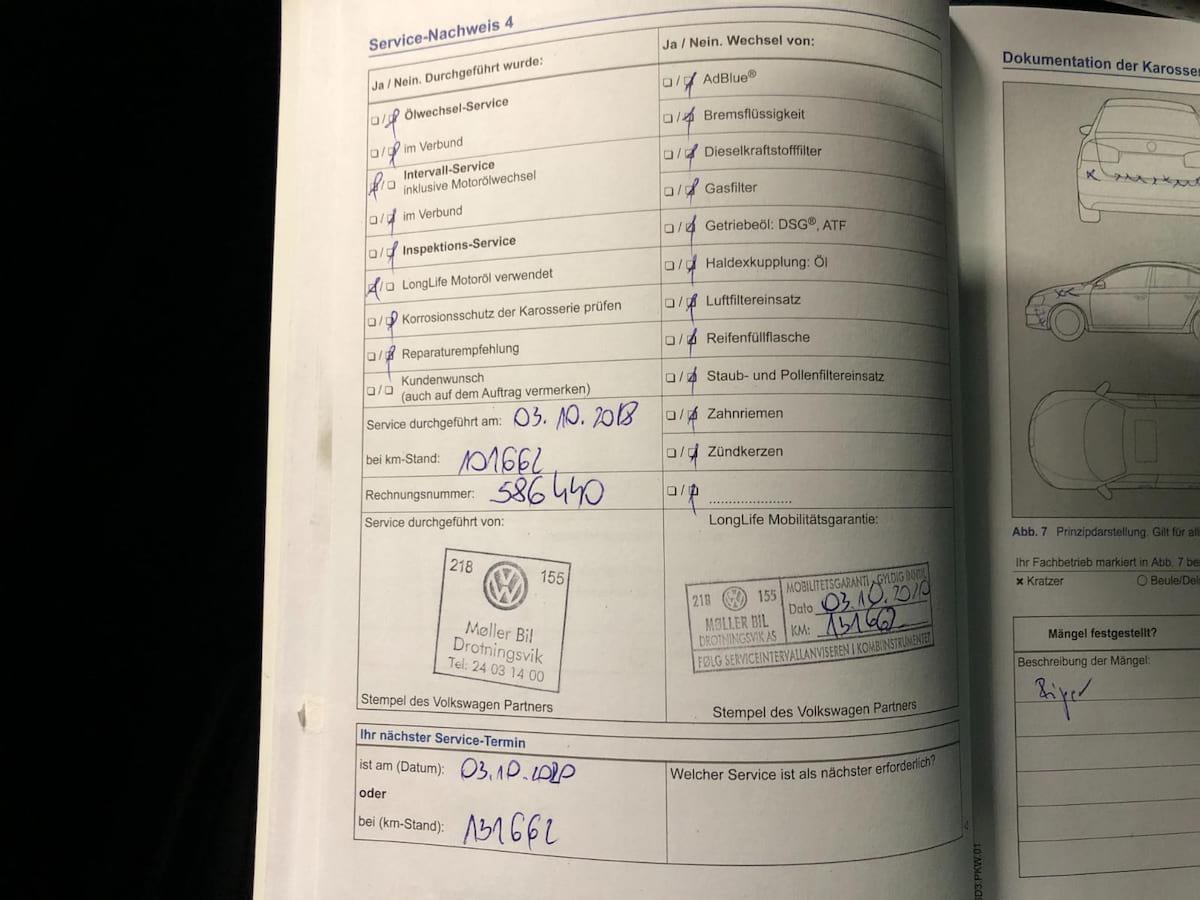 Service-Nachweis 4
Ja / Nein. Durchgeführt wurde:
Ölwechsel-Service
im Verbund
Intervall-Service
inklusive Motorölwechsel
im Verbund
Inspektions-Service
LongLife Motoröl verwendet
Korrosionsschutz der Karosserie prüfen
Reparaturempfehlung
Kundenwunsch
(auch auf dem Auftrag vermerken)
Service durchgeführt am: 03.10.2018
bei km-Stand: 101662
Rechnungsnummer: 586440
Service durchgeführt von:
218 155
Møller Bil
Drotningsvik
Tel: 24 03 14 00
Stempel des Volkswagen Partners
Ja / Nein. Wechsel von:
AdBlue®
Bremsflüssigkeit
Dieselkraftstofffilter
Gasfilter
Getriebeöl: DSG®, ATF
Haldexkupplung: Öl
Luftfiltereinsatz
Reifenfüllflasche
Staub- und Pollenfiltereinsatz
Zahnriemen
Zündkerzen
LongLife Mobilitätsgarantie:
218 155
MØLLER BIL
DROTNINGSVIK AS
MOBILITETSGARANTI GYLDIG INNTIL
Dato 03.10.2020
KM: 131662
FØLG SERVICEINTERVALLANVISEREN I KOMBIINSTRUMENTET
Stempel des Volkswagen Partners
Ihr nächster Service-Termin
ist am (Datum): 03.10.2020
oder
bei (km-Stand): 131662
Welcher Service ist als nächster erforderlich?
Dokumentation der
Abb. 7 Prinzipdarstellung. Gilt für
Ihr Fachbetrieb markiert in Abb. 7
Kratzer
Mängel festgestellt?
Beschreibung der Mängel: